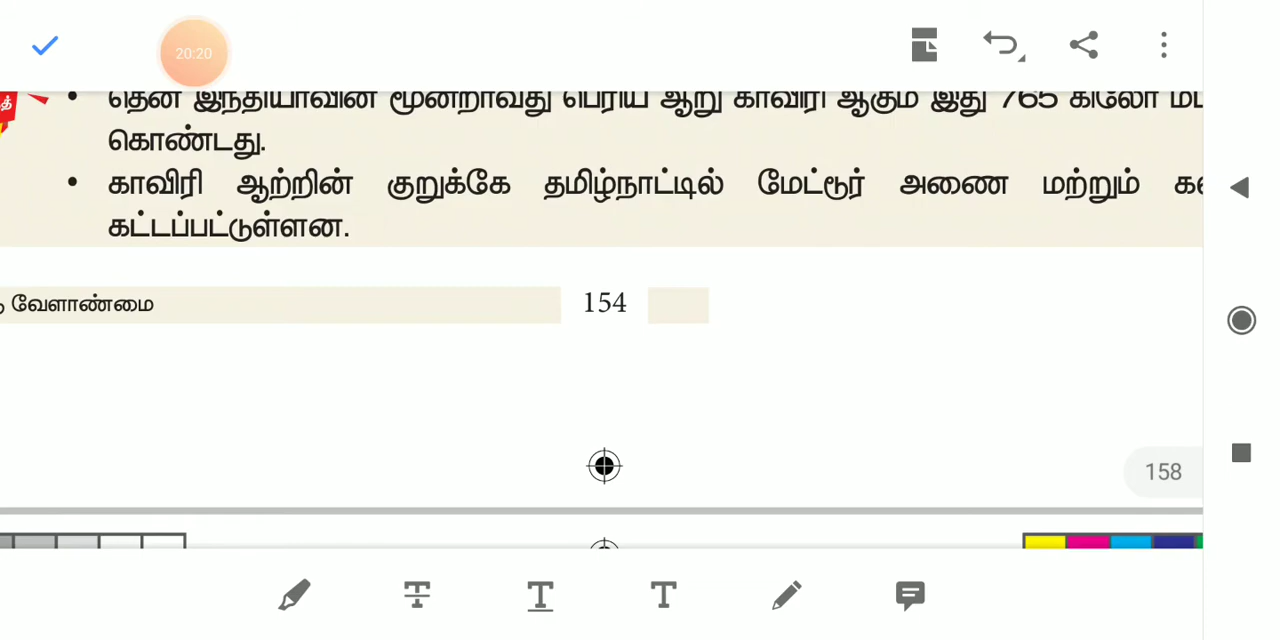 20:20
தென் இந்தியாவின் மூன்றாவது பெரிய ஆறு காவிரி ஆகும் இது 765 கிலோ
கொண்டது.
காவிரி ஆற்றின் குறுக்கே தமிழ்நாட்டில் மேட்டூர் அணை மற்றும்
கட்டப்பட்டுள்ளன.
வேளாண்மை 154
158